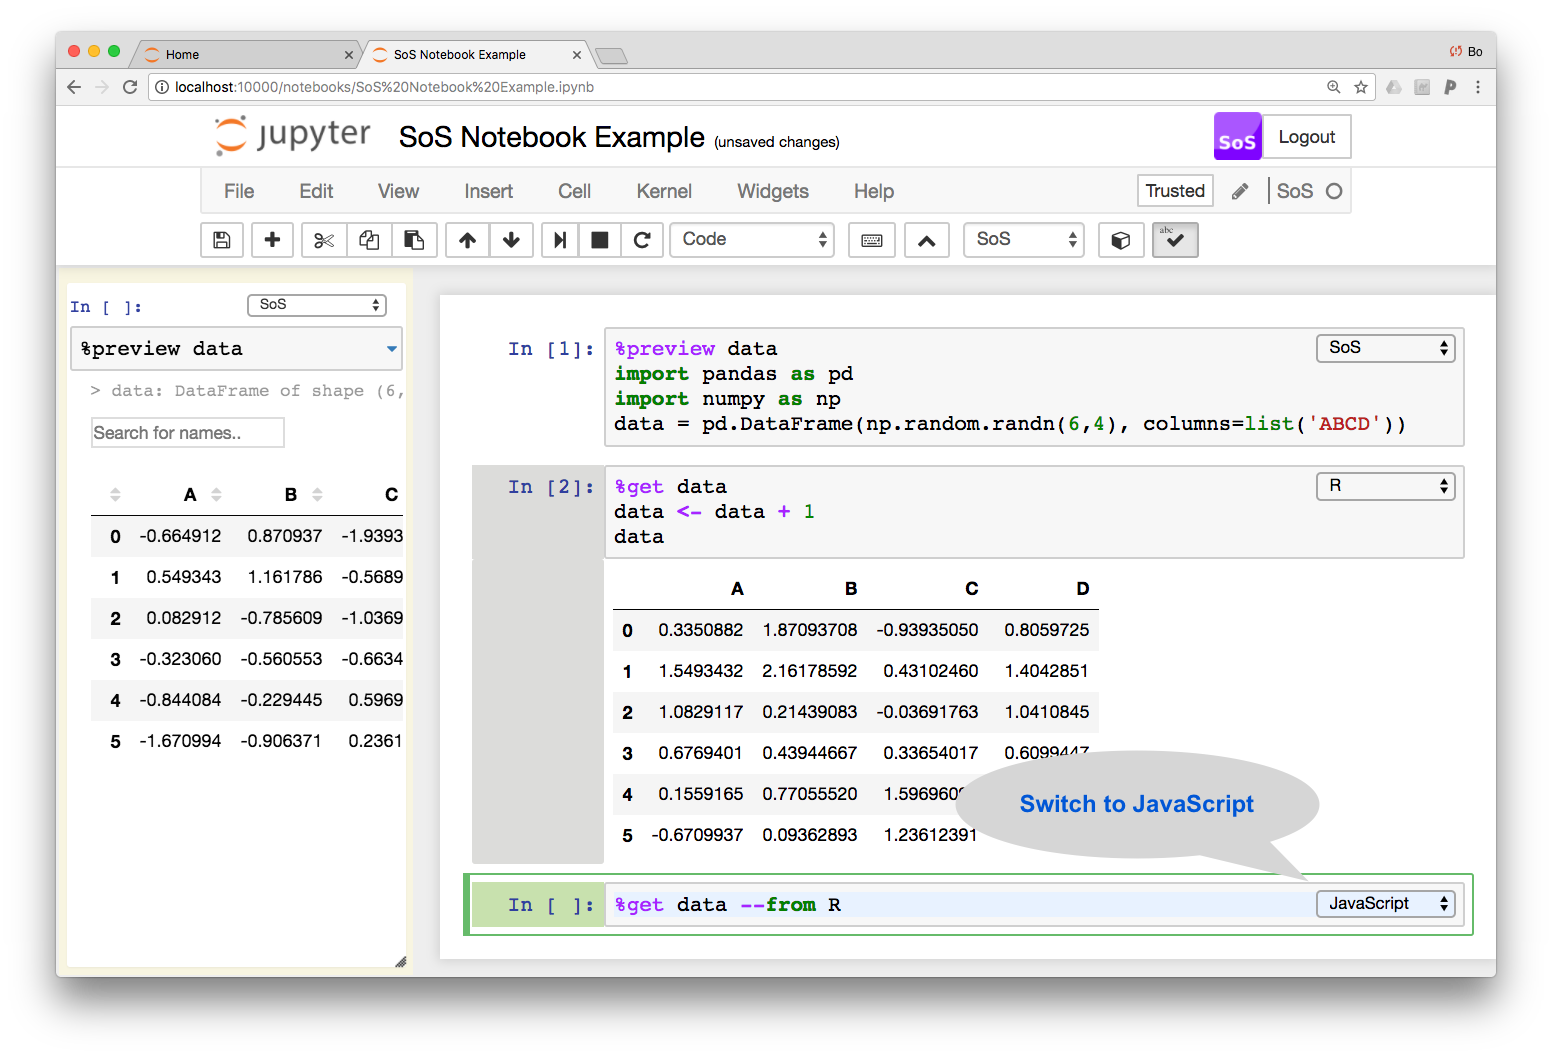 Home
SoS Notebook Example
Bo
localhost:10000/notebooks/SoS%20Notebook%20Example.ipynb
jupyter SoS Notebook Example (unsaved changes)
SoS
Logout
File Edit View Insert Cell Kernel Widgets Help Trusted SoS
Code SoS abc
In [ ]: SoS
%preview data
> data: DataFrame of shape (6,
Search for names..
A B C
0 -0.664912 0.870937 -1.9393
1 0.549343 1.161786 -0.5689
2 0.082912 -0.785609 -1.0369
3 -0.323060 -0.560553 -0.6634
4 -0.844084 -0.229445 0.5969
5 -1.670994 -0.906371 0.2361
In [1]: %preview data SoS
import pandas as pd
import numpy as np
data = pd.DataFrame(np.random.randn(6,4), columns=list('ABCD'))
In [2]: %get data R
data <- data + 1
data
A B C D
0 0.3350882 1.87093708 -0.93935050 0.8059725
1 1.5493432 2.16178592 0.43102460 1.4042851
2 1.0829117 0.21439083 -0.03691763 1.0410845
3 0.6769401 0.43944667 0.33654017 0.6099447
4 0.1559165 0.77055520
5 -0.6709937 0.09362893 1.23612391
Switch to JavaScript
In [ ]: %get data --from R JavaScript